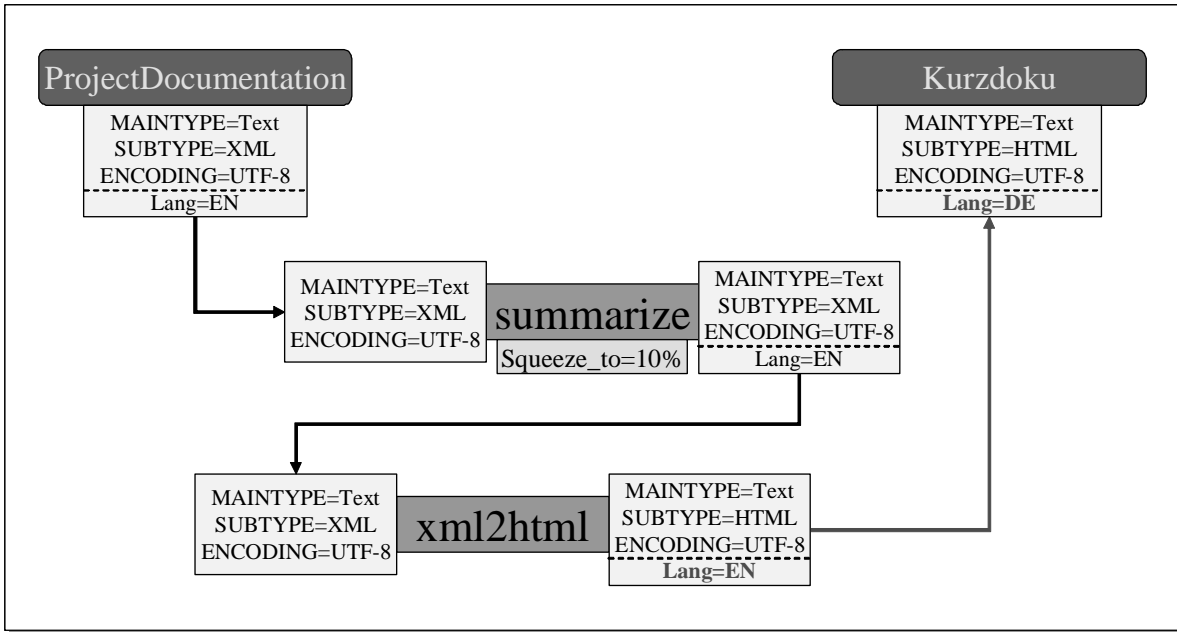 ProjectDocumentation
MAINTYPE=Text
SUBTYPE=XML
ENCODING=UTF-8
Lang=EN
Kurzdoku
MAINTYPE=Text
SUBTYPE=HTML
ENCODING=UTF-8
Lang=DE
MAINTYPE=Text
SUBTYPE=XML
ENCODING=UTF-8
summarize
Squeeze_to=10%
MAINTYPE=Text
SUBTYPE=XML
ENCODING=UTF-8
Lang=EN
MAINTYPE=Text
SUBTYPE=XML
ENCODING=UTF-8
xml2html
MAINTYPE=Text
SUBTYPE=HTML
ENCODING=UTF-8
Lang=EN